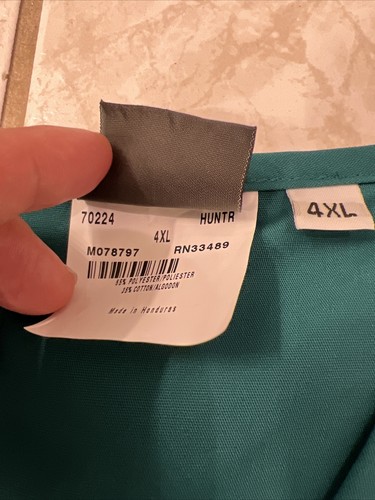 70224 HUNTR
4XL
M078797 RN33489
65% POLYESTER/POLIESTER
35% COTTON/ALGODON
Made in Honduras
4XL